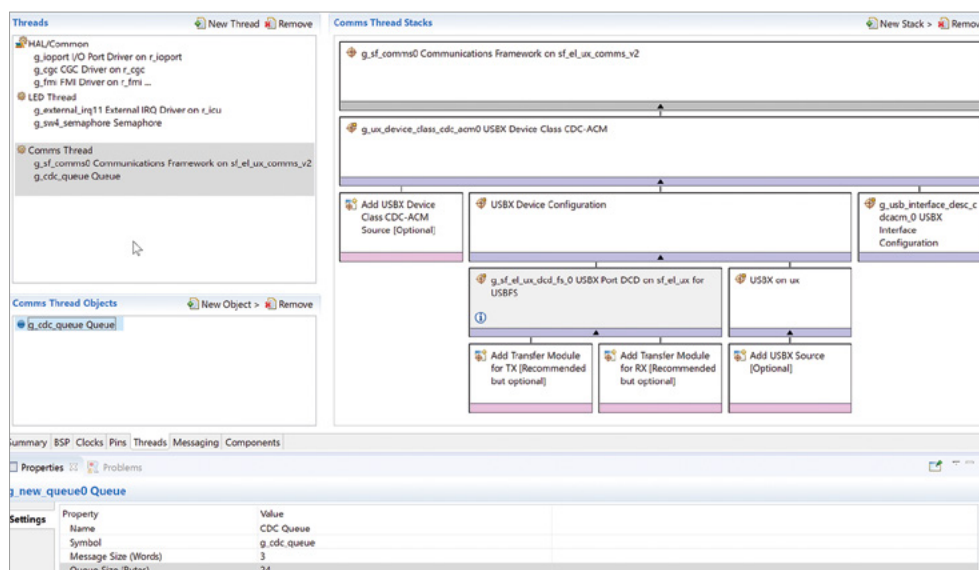 Threads
New Thread
Remove
HAL/Common
g_ioport I/O Port Driver on r_ioport
g_cgc CGC Driver on r_cgc
g_fmi FMI Driver on r_fmi ...
LED Thread
g_external_irq11 External IRQ Driver on r_icu
g_sw4_semaphore Semaphore
Comms Thread
g_sf_comms0 Communications Framework on sf_el_ux_comms_v2
g_cdc_queue Queue
Comms Thread Objects
New Object >
Remove
g_cdc_queue Queue
Comms Thread Stacks
New Stack >
Remov
g_sf_comms0 Communications Framework on sf_el_ux_comms_v2
g_ux_device_class_cdc_acm0 USBX Device Class CDC-ACM
Add USBX Device
Class CDC-ACM
Source [Optional]
USBX Device Configuration
g_usb_interface_desc_c
dcacm_0 USBX
Interface
Configuration
g_sf_el_ux_dcd_fs_0 USBX Port DCD on sf_el_ux for
USBFS
USBX on ux
Add Transfer Module
for TX [Recommended
but optional]
Add Transfer Module
for RX [Recommended
but optional]
Add USBX Source
[Optional]
ummary BSP Clocks Pins Threads Messaging Components
Properties
Problems
g_new_queue0 Queue
Settings
Property Value
Name CDC Queue
Symbol g_cdc_queue
Message Size (Words) 3
Queue Size (Bytes) 24